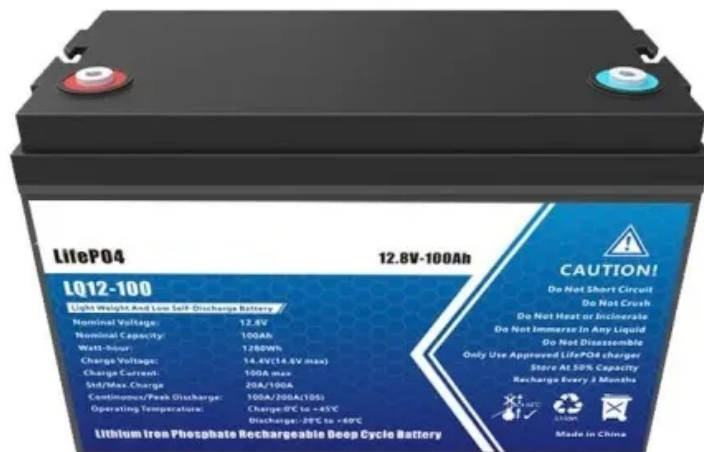 LifePO4
12.8V-100Ah
LQ12-100
Light Weight And Low Self-Discharge Battery
Nominal Voltage: 12.8V
Nominal Capacity: 100Ah
Watt-hour: 1280Wh
Charge Voltage: 14.4V(14.6V max)
Charge Current: 100A max
Std/Max.Charge 20A/100A
Continuous/Peak Discharge: 100A/200A(10S)
Operating Temperature: Charge:0℃ to +45℃
Discharge:-20℃ to +60℃
Lithium Iron Phosphate Rechargeable Deep Cycle Battery
CAUTION!
Do Not Short Circuit
Do Not Crush
Do Not Heat or Incinerate
Do Not Immerse In Any Liquid
Do Not Disassemble
Only Use Approved LifePO4 charger
Store At 50% Capacity
Recharge Every 3 Months
Li-ion
Made in China